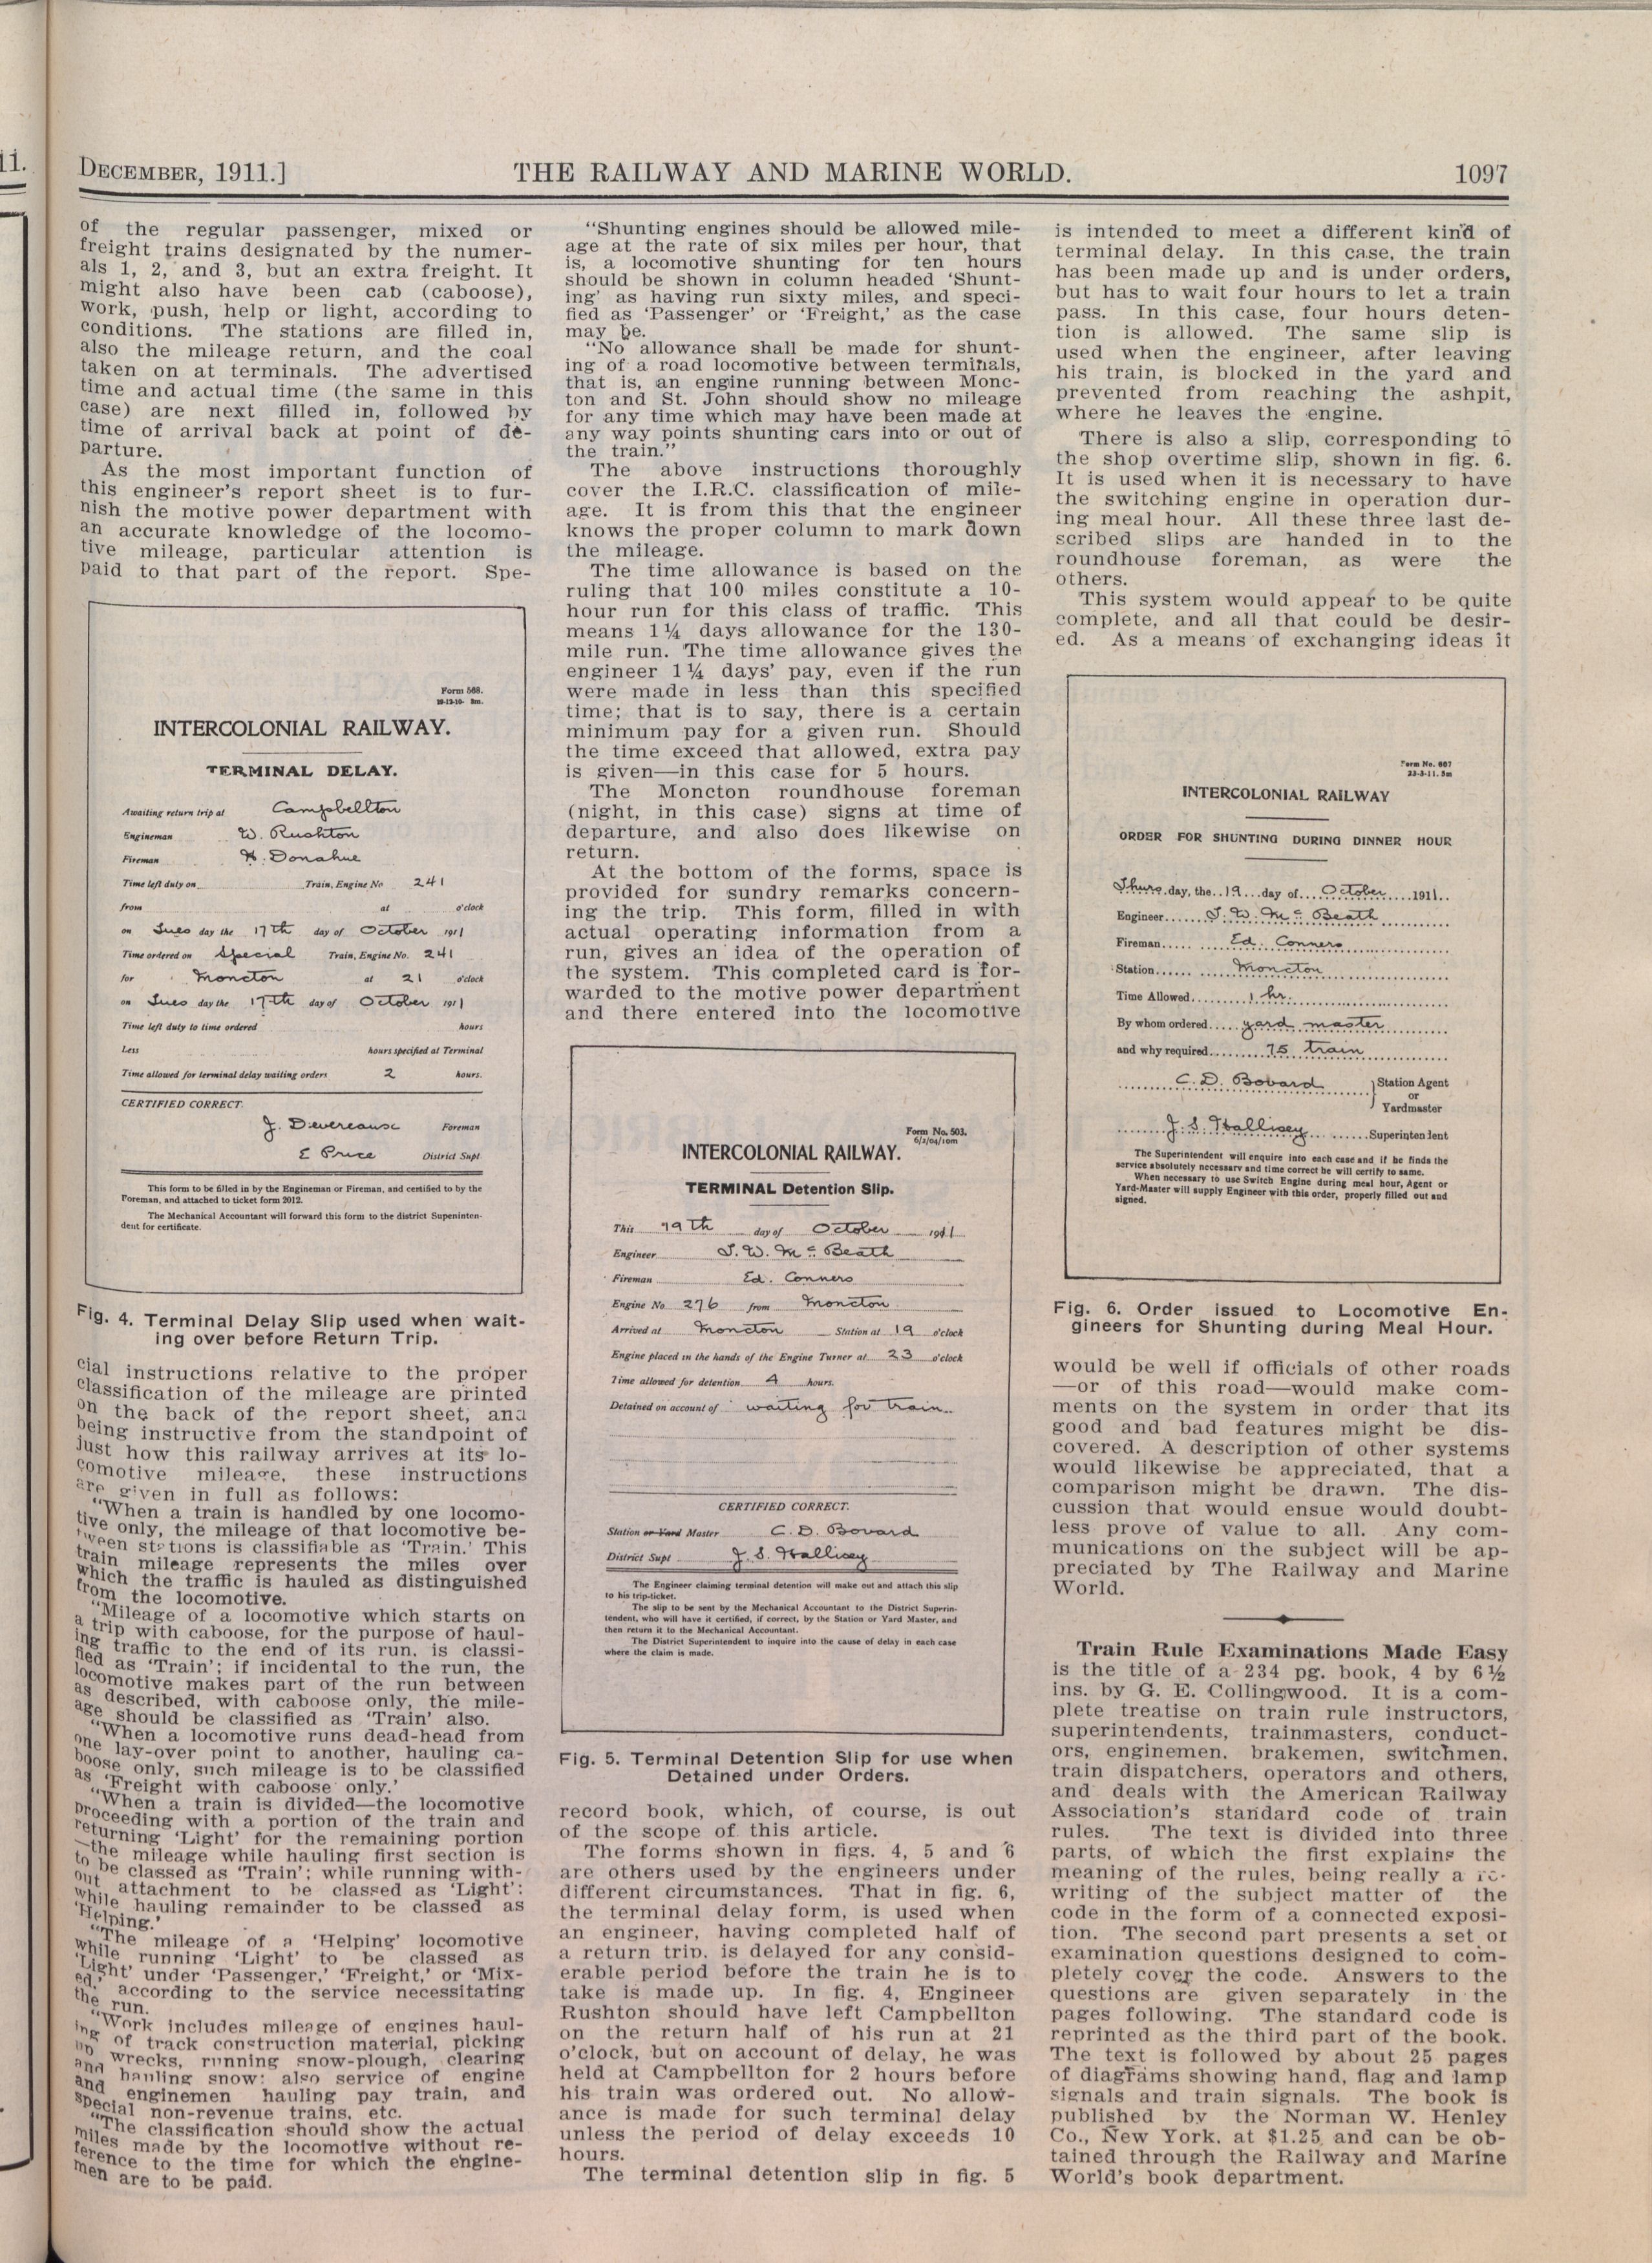 11.
DECEMBER, 1911.]
THE RAILWAY AND MARINE WORLD.
1097
of the regular passenger, mixed or
freight trains designated by the numer-
als 1, 2, and 3, but an extra freight. It
might also have been cab (caboose),
work, push, help or light, according to
conditions. The stations are filled in,
also the mileage return, and the coal
taken on at terminals. The advertised
time and actual time (the same in this
case) are next filled in, followed by
time of arrival back at point of de-
parture.
As the most important function of
this engineer's report sheet is to fur-
nish the motive power department with
an accurate knowledge of the locomo-
tive mileage, particular attention is
paid to that part of the report. Spe-
Form 568.
INTERCOLONIAL RAILWAY.
TERMINAL DELAY.
Awaiting return trip at Campbellton
Engineman W. Rushton
Fireman H. Donahue
Time left duty on Train, Engine No 241
from at o'clock
on Tues day the 17th day of October 1911
Time ordered on Special Train, Engine No. 241
for Moncton at 21 o'clock
on Tues day the 17th day of October 1911
Time left duty to time ordered hours
Less hours specified at Terminal
Time allowed for terminal delay waiting orders 2 hours.
CERTIFIED CORRECT.
J. Devereaux Foreman
E Price District Supt
This form to be filled in by the Engineman or Fireman, and certified to by the
Foreman, and attached to ticket form 2012.
The Mechanical Accountant will forward this form to the district Supeninten-
dent for certificate.
Fig. 4. Terminal Delay Slip used when wait-
ing over before Return Trip.
cial instructions relative to the proper
classification of the mileage are printed
on the back of the report sheet, and
being instructive from the standpoint of
just how this railway arrives at its lo-
comotive mileage, these instructions
are given in full as follows:
"When a train is handled by one locomo-
tive only, the mileage of that locomotive be-
tween stations is classifiable as 'Train.' This
train mileage represents the miles over
which the traffic is hauled as distinguished
from the locomotive.
"Mileage of a locomotive which starts on
a trip with caboose, for the purpose of haul-
ing traffic to the end of its run, is classi-
fied as 'Train'; if incidental to the run, the
locomotive makes part of the run between
as described, with caboose only, the mile-
age should be classified as 'Train' also.
"When a locomotive runs dead-head from
one lay-over point to another, hauling ca-
boose only, such mileage is to be classified
as 'Freight with caboose only.'
"When a train is divided—the locomotive
proceeding with a portion of the train and
returning 'Light' for the remaining portion
—the mileage while hauling first section is
to be classed as 'Train'; while running with-
out attachment to be classed as 'Light':
while hauling remainder to be classed as
'Helping.'
"The mileage of a 'Helping' locomotive
while running 'Light' to be classed as
'Light' under 'Passenger,' 'Freight,' or 'Mix-
ed,' according to the service necessitating
the run.
"Work includes mileage of engines haul-
ing of track construction material, picking
up wrecks, running snow-plough, clearing
and hauling snow: also service of engine
and enginemen hauling pay train, and
special non-revenue trains, etc.
"The classification should show the actual
miles made by the locomotive without re-
ference to the time for which the engine-
men are to be paid.
"Shunting engines should be allowed mile-
age at the rate of six miles per hour, that
is, a locomotive shunting for ten hours
should be shown in column headed 'Shunt-
ing' as having run sixty miles, and speci-
fied as 'Passenger' or 'Freight,' as the case
may be.
"No allowance shall be made for shunt-
ing of a road locomotive between terminals,
that is, an engine running between Monc-
ton and St. John should show no mileage
for any time which may have been made at
any way points shunting cars into or out of
the train."
The above instructions thoroughly
cover the I.R.C. classification of mile-
age. It is from this that the engineer
knows the proper column to mark down
the mileage.
The time allowance is based on the
ruling that 100 miles constitute a 10-
hour run for this class of traffic. This
means 1¼ days allowance for the 130-
mile run. The time allowance gives the
engineer 1¼ days' pay, even if the run
were made in less than this specified
time; that is to say, there is a certain
minimum pay for a given run. Should
the time exceed that allowed, extra pay
is given—in this case for 5 hours.
The Moncton roundhouse foreman
(night, in this case) signs at time of
departure, and also does likewise on
return.
At the bottom of the forms, space is
provided for sundry remarks concern-
ing the trip. This form, filled in with
actual operating information from a
run, gives an idea of the operation of
the system. This completed card is for-
warded to the motive power department
and there entered into the locomotive
Form No. 503.
6/2/04/10m
INTERCOLONIAL RAILWAY.
TERMINAL Detention Slip.
This 19th day of October 1911
Engineer J. W. McBeath
Fireman Ed. Conners
Engine No 276 from Moncton
Arrived at Moncton Station at 19 o'clock
Engine placed in the hands of the Engine Turner at 23 o'clock
Time allowed for detention 4 hours.
Detained on account of waiting for train
CERTIFIED CORRECT.
Station or Yard Master C. D. Bovard
District Supt J. S. Hallisey
The Engineer claiming terminal detention will make out and attach this slip
to his trip-ticket.
The slip to be sent by the Mechanical Accountant to the District Superin-
tendent, who will have it certified, if correct, by the Station or Yard Master, and
then return it to the Mechanical Accountant.
The District Superintendent to inquire into the cause of delay in each case
where the claim is made.
Fig. 5. Terminal Detention Slip for use when
Detained under Orders.
record book, which, of course, is out
of the scope of this article.
The forms shown in figs. 4, 5 and 6
are others used by the engineers under
different circumstances. That in fig. 6,
the terminal delay form, is used when
an engineer, having completed half of
a return trip, is delayed for any consid-
erable period before the train he is to
take is made up. In fig. 4, Engineer
Rushton should have left Campbellton
on the return half of his run at 21
o'clock, but on account of delay, he was
held at Campbellton for 2 hours before
his train was ordered out. No allow-
ance is made for such terminal delay
unless the period of delay exceeds 10
hours.
The terminal detention slip in fig. 5
is intended to meet a different kind of
terminal delay. In this case, the train
has been made up and is under orders,
but has to wait four hours to let a train
pass. In this case, four hours deten-
tion is allowed. The same slip is
used when the engineer, after leaving
his train, is blocked in the yard and
prevented from reaching the ashpit,
where he leaves the engine.
There is also a slip, corresponding to
the shop overtime slip, shown in fig. 6.
It is used when it is necessary to have
the switching engine in operation dur-
ing meal hour. All these three last de-
scribed slips are handed in to the
roundhouse foreman, as were the
others.
This system would appear to be quite
complete, and all that could be desir-
ed. As a means of exchanging ideas it
Form No. 607
23-3-11. 5m
INTERCOLONIAL RAILWAY
ORDER FOR SHUNTING DURING DINNER HOUR
Thurs.day, the 19 day of October 1911
Engineer J. W. McBeath
Fireman Ed. Conners
Station Moncton
Time Allowed 1 hr.
By whom ordered yard master
and why required 75 train
C. D. Bovard } Station Agent
or
Yardmaster
J. S. Hallisey Superintendent
The Superintendent will enquire into each case and if he finds the
service absolutely necessary and time correct he will certify to same.
When necessary to use Switch Engine during meal hour, Agent or
Yard-Master will supply Engineer with this order, properly filled out and
signed.
Fig. 6. Order issued to Locomotive En-
gineers for Shunting during Meal Hour.
would be well if officials of other roads
—or of this road—would make com-
ments on the system in order that its
good and bad features might be dis-
covered. A description of other systems
would likewise be appreciated, that a
comparison might be drawn. The dis-
cussion that would ensue would doubt-
less prove of value to all. Any com-
munications on the subject will be ap-
preciated by The Railway and Marine
World.
Train Rule Examinations Made Easy
is the title of a 234 pg. book, 4 by 6½
ins. by G. E. Collingwood. It is a com-
plete treatise on train rule instructors,
superintendents, trainmasters, conduct-
ors, enginemen, brakemen, switchmen,
train dispatchers, operators and others,
and deals with the American Railway
Association's standard code of train
rules. The text is divided into three
parts, of which the first explains the
meaning of the rules, being really a re-
writing of the subject matter of the
code in the form of a connected exposi-
tion. The second part presents a set or
examination questions designed to com-
pletely cover the code. Answers to the
questions are given separately in the
pages following. The standard code is
reprinted as the third part of the book.
The text is followed by about 25 pages
of diagrams showing hand, flag and lamp
signals and train signals. The book is
published by the Norman W. Henley
Co., New York, at $1.25 and can be ob-
tained through the Railway and Marine
World's book department.